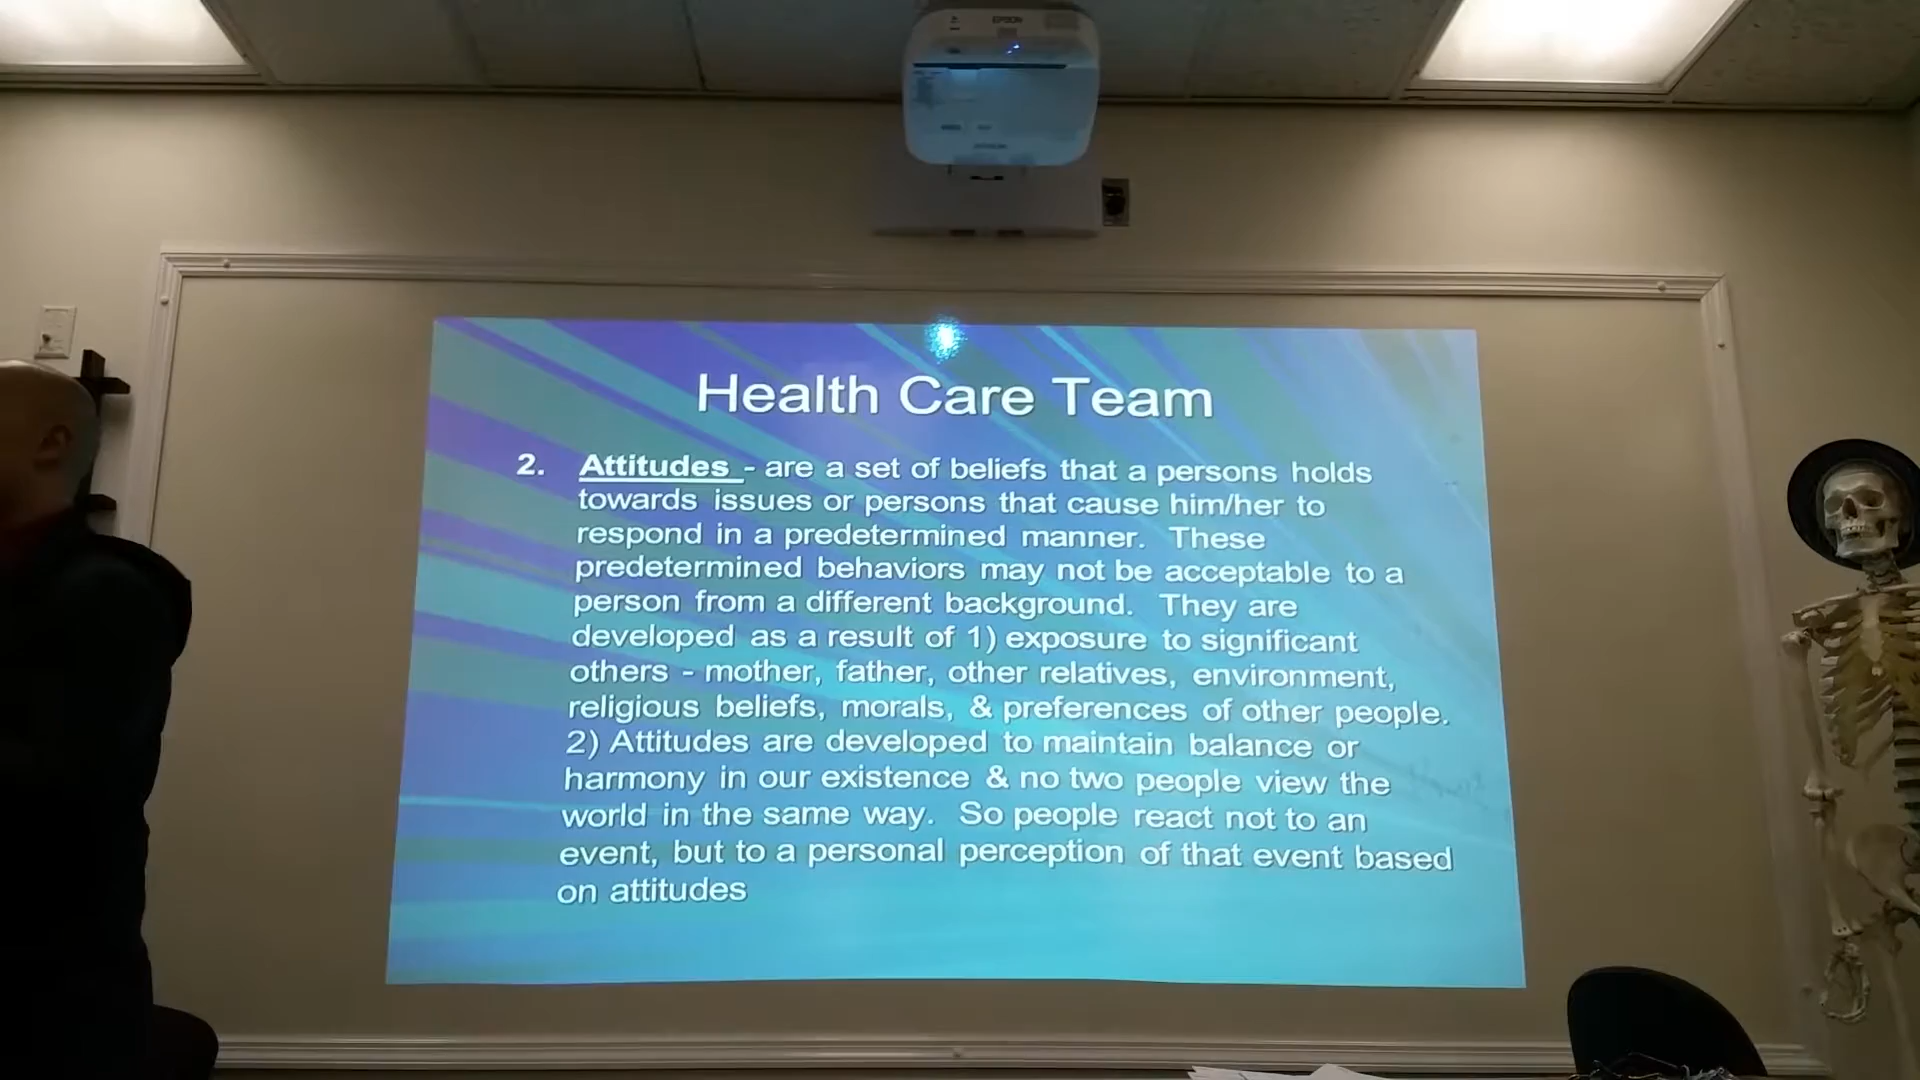 EPSON
Health Care Team
2. Attitudes - are a set of beliefs that a persons holds
towards issues or persons that cause him/her to
respond in a predetermined manner. These
predetermined behaviors may not be acceptable to a
person from a different background. They are
developed as a result of 1) exposure to significant
others - mother, father, other relatives, environment,
religious beliefs, morals, & preferences of other people.
2) Attitudes are developed to maintain balance or
harmony in our existence & no two people view the
world in the same way. So people react not to an
event, but to a personal perception of that event based
on attitudes